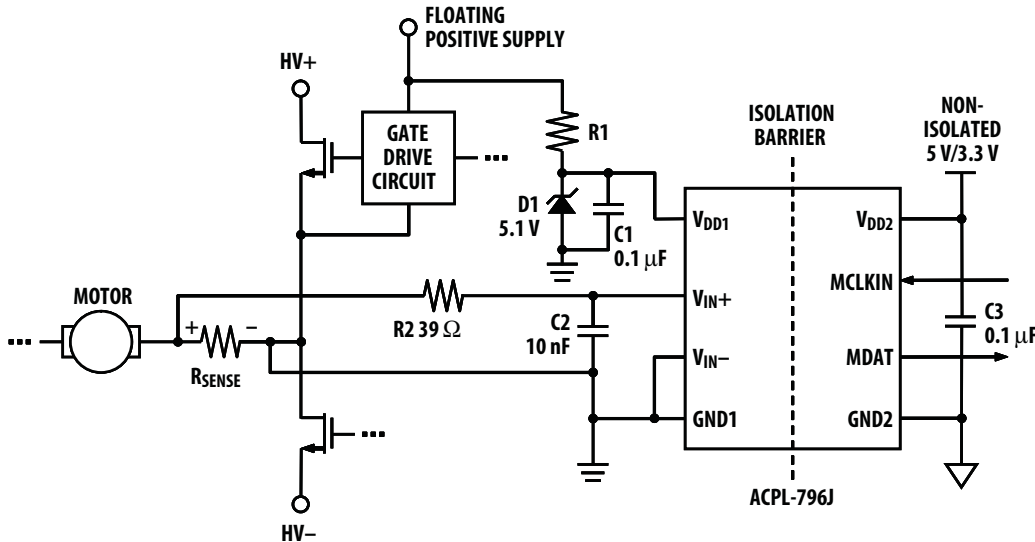 FLOATING
POSITIVE SUPPLY
HV+
GATE
DRIVE
CIRCUIT
R1
D1
5.1 V
C1
0.1 μF
ISOLATION
BARRIER
NON-
ISOLATED
5 V/3.3 V
VDD1
VDD2
MCLKIN
MOTOR
+
-
RSENSE
R2 39 Ω
C2
10 nF
VIN+
VIN-
GND1
C3
0.1 μF
MDAT
GND2
HV-
ACPL-796J